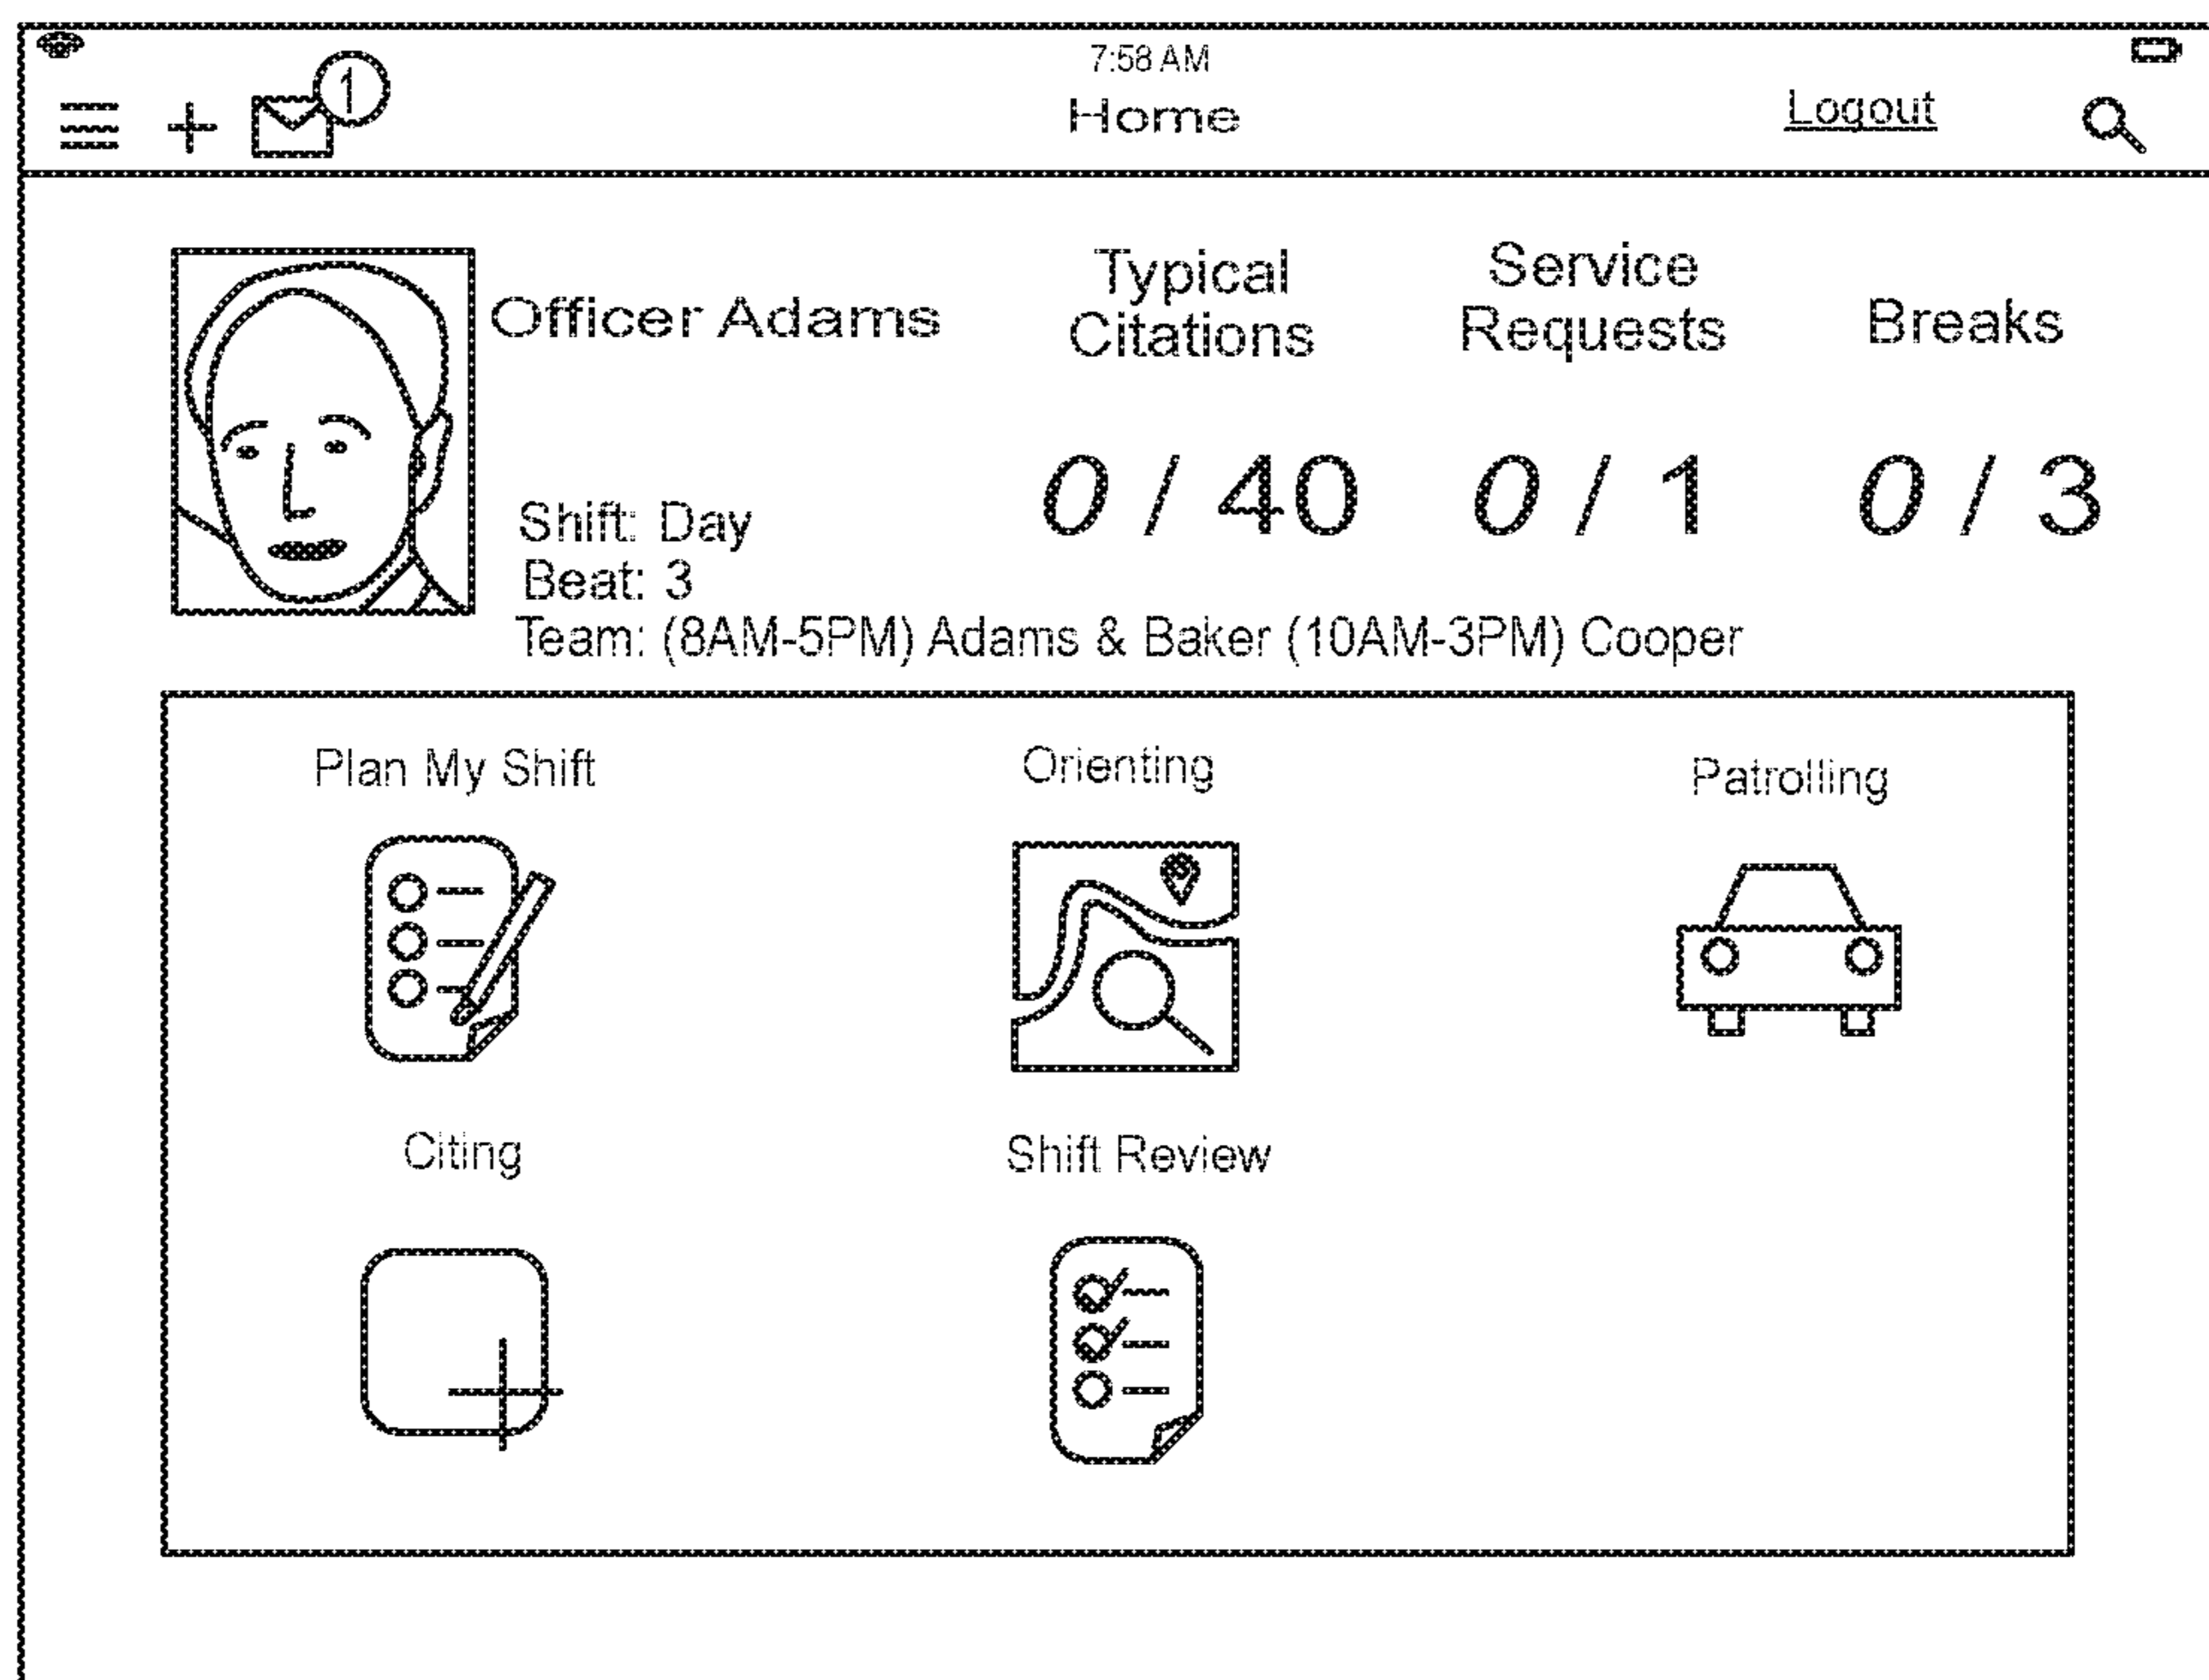 7:58 AM
1
Home
Logout
Officer Adams
Typical
Citations
Service
Requests
Breaks
0 / 40
0 / 1
0 / 3
Shift: Day
Beat: 3
Team: (8AM-5PM) Adams & Baker (10AM-3PM) Cooper
Plan My Shift
Orienting
Patrolling
Citing
Shift Review